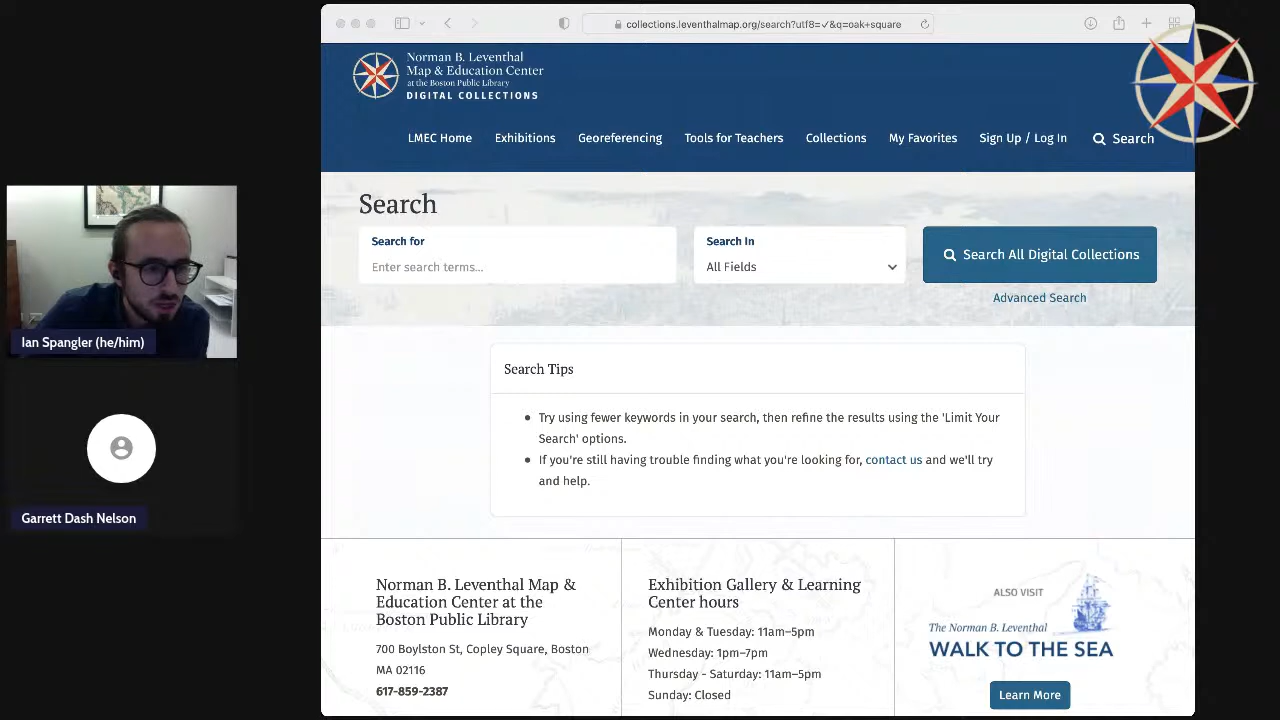 collections.leventhalmap.org/search?utf8=✓&q=oak+square
Norman B. Leventhal
Map & Education Center
at the Boston Public Library
DIGITAL COLLECTIONS
LMEC Home Exhibitions Georeferencing Tools for Teachers Collections My Favorites Sign Up / Log In Search
Search
Search for
Enter search terms...
Search In
All Fields
Search All Digital Collections
Advanced Search
Ian Spangler (he/him)
Garrett Dash Nelson
Search Tips
• Try using fewer keywords in your search, then refine the results using the 'Limit Your
Search' options.
• If you're still having trouble finding what you're looking for, contact us and we'll try
and help.
Norman B. Leventhal Map &
Education Center at the
Boston Public Library
700 Boylston St, Copley Square, Boston
MA 02116
617-859-2387
Exhibition Gallery & Learning
Center hours
Monday & Tuesday: 11am–5pm
Wednesday: 1pm–7pm
Thursday - Saturday: 11am–5pm
Sunday: Closed
ALSO VISIT
The Norman B. Leventhal
WALK TO THE SEA
Learn More